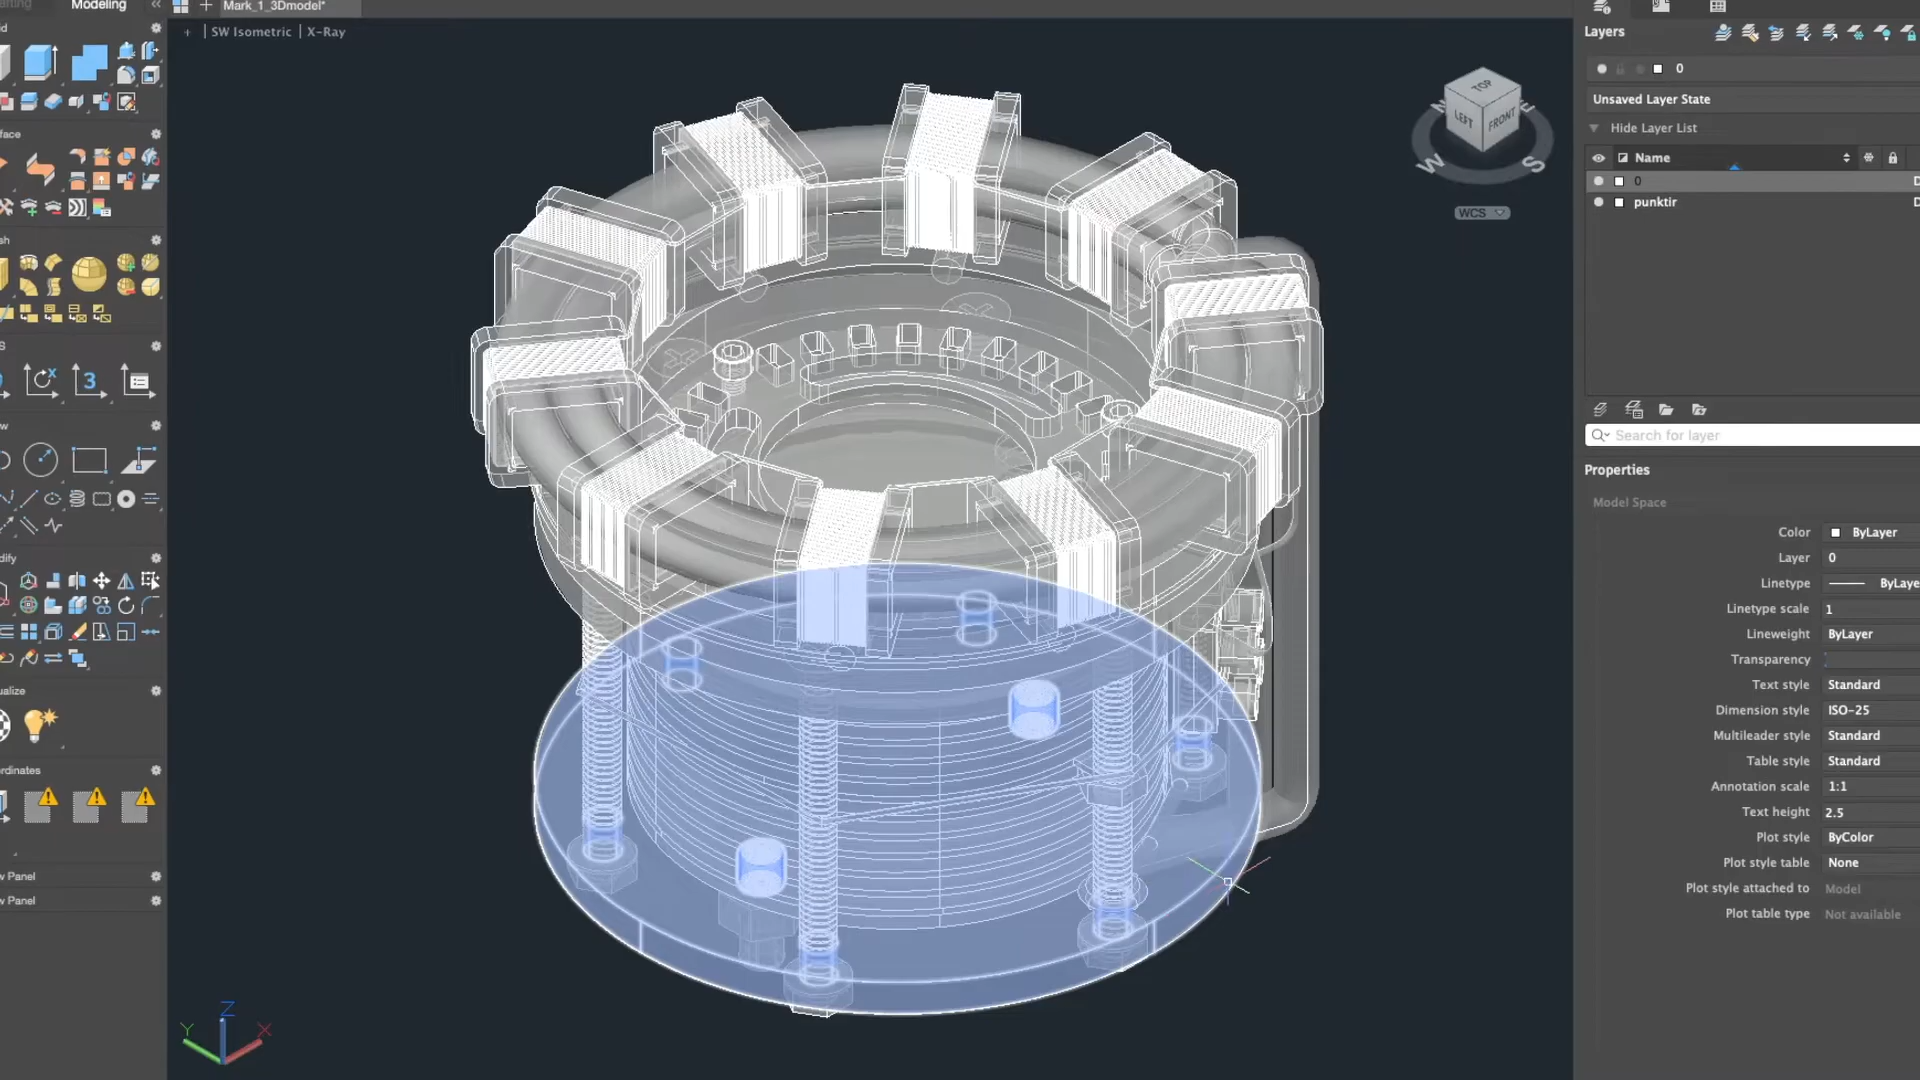 Modeling
Mark_1_3Dmodel*
SW Isometric
X-Ray
TOP
LEFT
FRONT
W
S
WCS
Z
Y
X
Layers
0
Unsaved Layer State
Hide Layer List
Name
0
punktir
Search for layer
Properties
Model Space
Color ByLayer
Layer 0
Linetype
Linetype scale 1
Lineweight ByLayer
Transparency
Text style Standard
Dimension style ISO-25
Multileader style Standard
Table style Standard
Annotation scale 1:1
Text height 2.5
Plot style ByColor
Plot style table None
Plot style attached to Model
Plot table type Not available
Panel
Panel
3